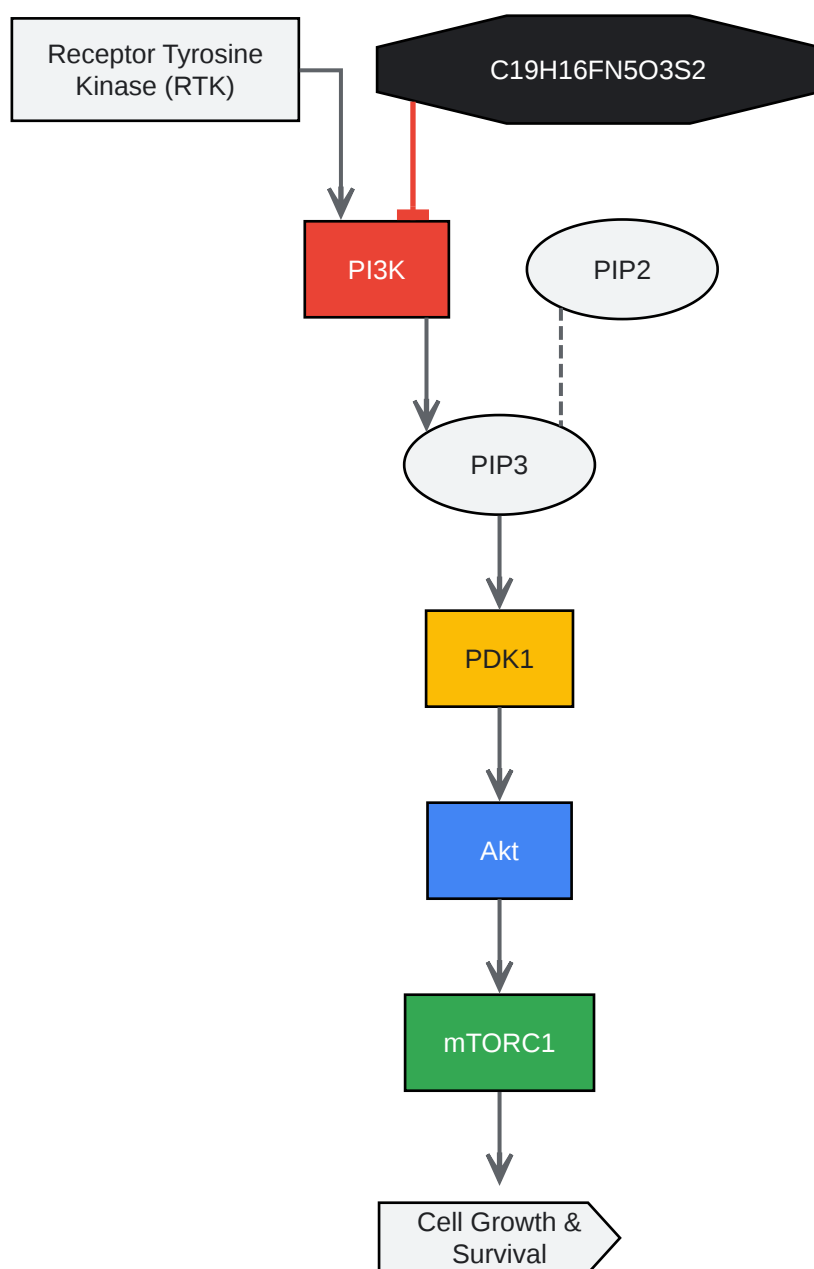 Receptor Tyrosine
Kinase (RTK)
C19H16FN5O3S2
PI3K
PIP2
PIP3
PDK1
Akt
mTORC1
Cell Growth &
Survival